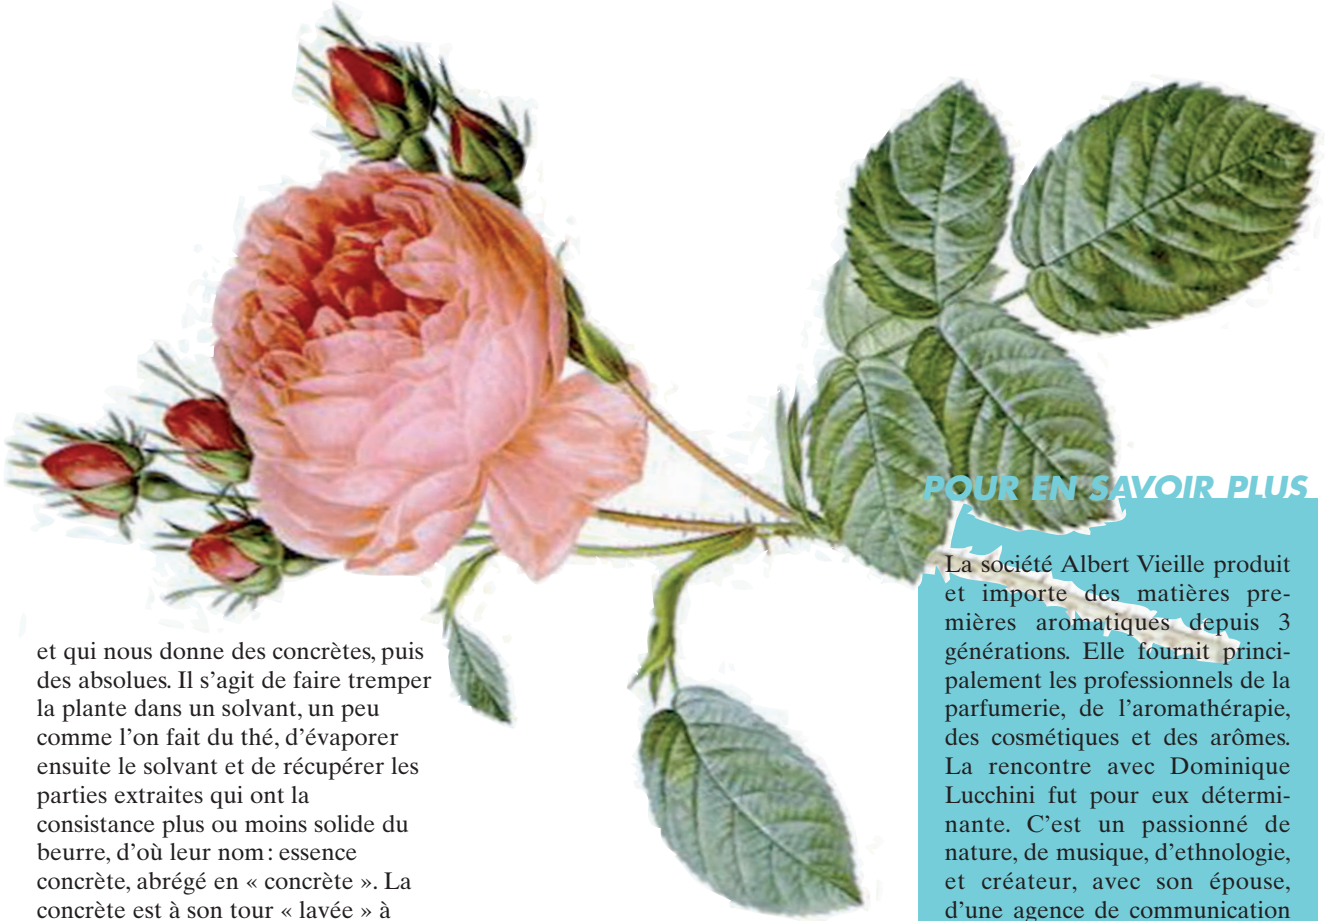 et qui nous donne des concrètes, puis
des absolues. Il s’agit de faire tremper
la plante dans un solvant, un peu
comme l’on fait du thé, d’évaporer
ensuite le solvant et de récupérer les
parties extraites qui ont la
consistance plus ou moins solide du
beurre, d’où leur nom : essence
concrète, abrégé en « concrète ». La
concrète est à son tour « lavée » à
POUR EN SAVOIR PLUS
La société Albert Vieille produit
et importe des matières pre-
mières aromatiques depuis 3
générations. Elle fournit princi-
palement les professionnels de la
parfumerie, de l’aromathérapie,
des cosmétiques et des arômes.
La rencontre avec Dominique
Lucchini fut pour eux détermi-
nante. C’est un passionné de
nature, de musique, d’ethnologie,
et créateur, avec son épouse,
d’une agence de communication